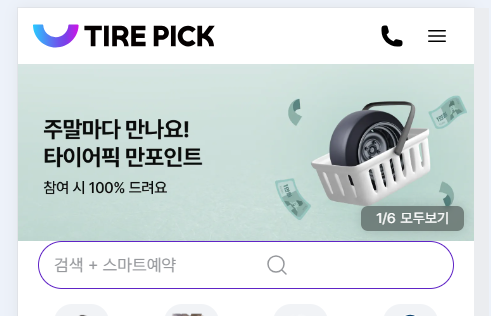 TIRE PICK
주말마다 만나요!
타이어픽 만포인트
참여 시 100% 드려요
1/6 모두보기
검색 + 스마트예약